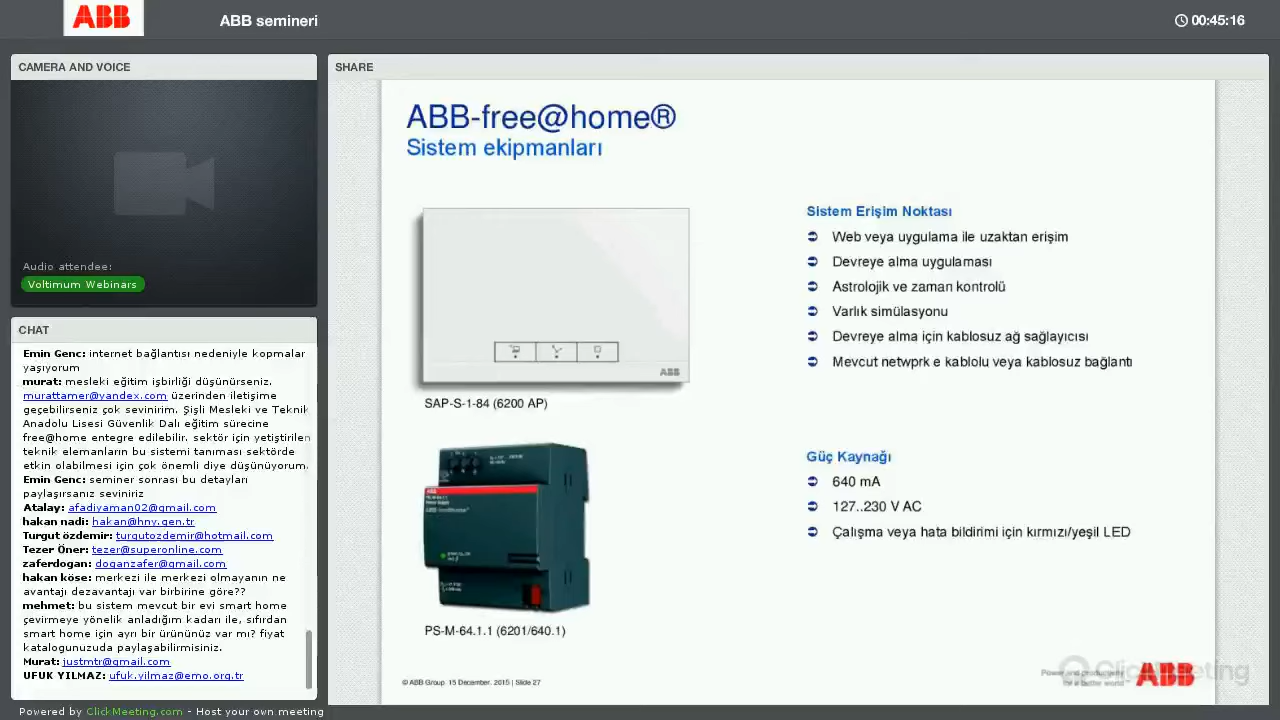 ABB
ABB semineri
00:45:16
CAMERA AND VOICE
Audio attendee:
Voltimum Webinars
CHAT
Emin Genc: internet bağlantısı nedeniyle kopmalar
yaşıyorum
murat: mesleki eğitim işbirliği düşünürseniz.
murattamer@yandex.com üzerinden iletişime
geçebilirseniz çok sevinirim. Şişli Mesleki ve Teknik
Anadolu Lisesi Güvenlik Dalı eğitim sürecine
free@home entegre edilebilir. sektör için yetiştirilen
teknik elemanların bu sistemi tanıması sektörde
etkin olabilmesi için çok önemli diye düşünüyorum.
Emin Genc: seminer sonrası bu detayları
paylaşırsanız seviniriz
Atalay: afadiyaman02@gmail.com
hakan nadi: hakan@hny.gen.tr
Turgut özdemir: turgutozdemir@hotmail.com
Tezer Öner: tezer@superonline.com
zaferdogan: doganzafer@gmail.com
hakan köse: merkezi ile merkezi olmayanın ne
avantajı dezavantajı var birbirine göre??
mehmet: bu sistem mevcut bir evi smart home
çevirmeye yönelik anladığım kadarı ile, sıfırdan
smart home için ayrı bir ürününüz var mı? fiyat
katalogunuzuda paylaşabilirmisiniz.
Murat: justmtr@gmail.com
UFUK YILMAZ: ufuk.yilmaz@emo.org.tr
Powered by ClickMeeting.com - Host your own meeting
SHARE
ABB-free@home®
Sistem ekipmanları
ABB
SAP-S-1-84 (6200 AP)
Sistem Erişim Noktası
Web veya uygulama ile uzaktan erişim
Devreye alma uygulaması
Astrolojik ve zaman kontrolü
Varlık simülasyonu
Devreye alma için kablosuz ağ sağlayıcısı
Mevcut netwprk e kablolu veya kablosuz bağlantı
ABB
PS-M-64.1.1 (6201/640.1)
Güç Kaynağı
640 mA
127..230 V AC
Çalışma veya hata bildirimi için kırmızı/yeşil LED
© ABB Group 15 December, 2015 | Slide 27
Power and productivity
for a better world
ABB
ClickMeeting